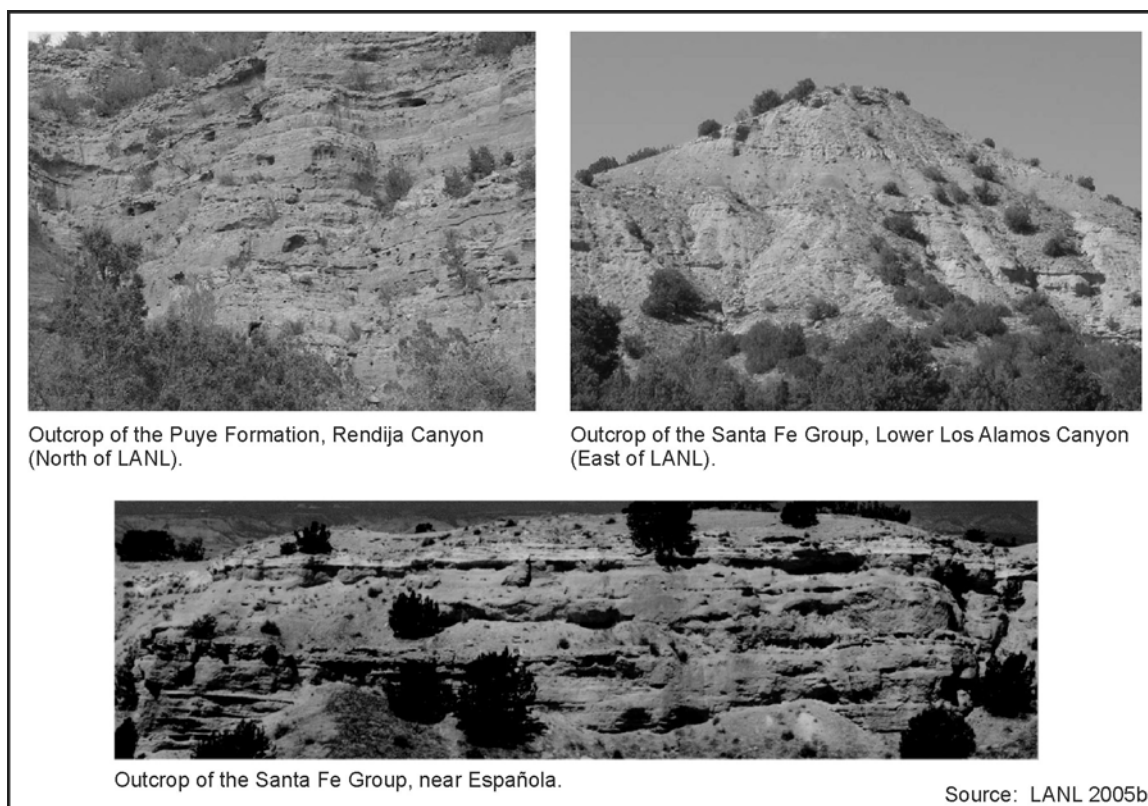 Outcrop of the Puye Formation, Rendija Canyon
(North of LANL).
Outcrop of the Santa Fe Group, Lower Los Alamos Canyon
(East of LANL).
Outcrop of the Santa Fe Group, near Española.
Source: LANL 2005b